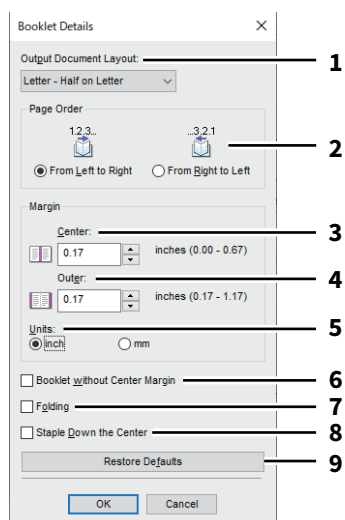 Booklet Details
Output Document Layout:
1
Letter - Half on Letter
Page Order
1,2,3...
...3,2,1
2
From Left to Right
From Right to Left
Margin
Center:
3
0.17
inches (0.00 - 0.67)
Outer:
4
0.17
inches (0.17 - 1.17)
Units:
5
inch
mm
Booklet without Center Margin
6
Folding
7
Staple Down the Center
8
Restore Defaults
9
OK
Cancel